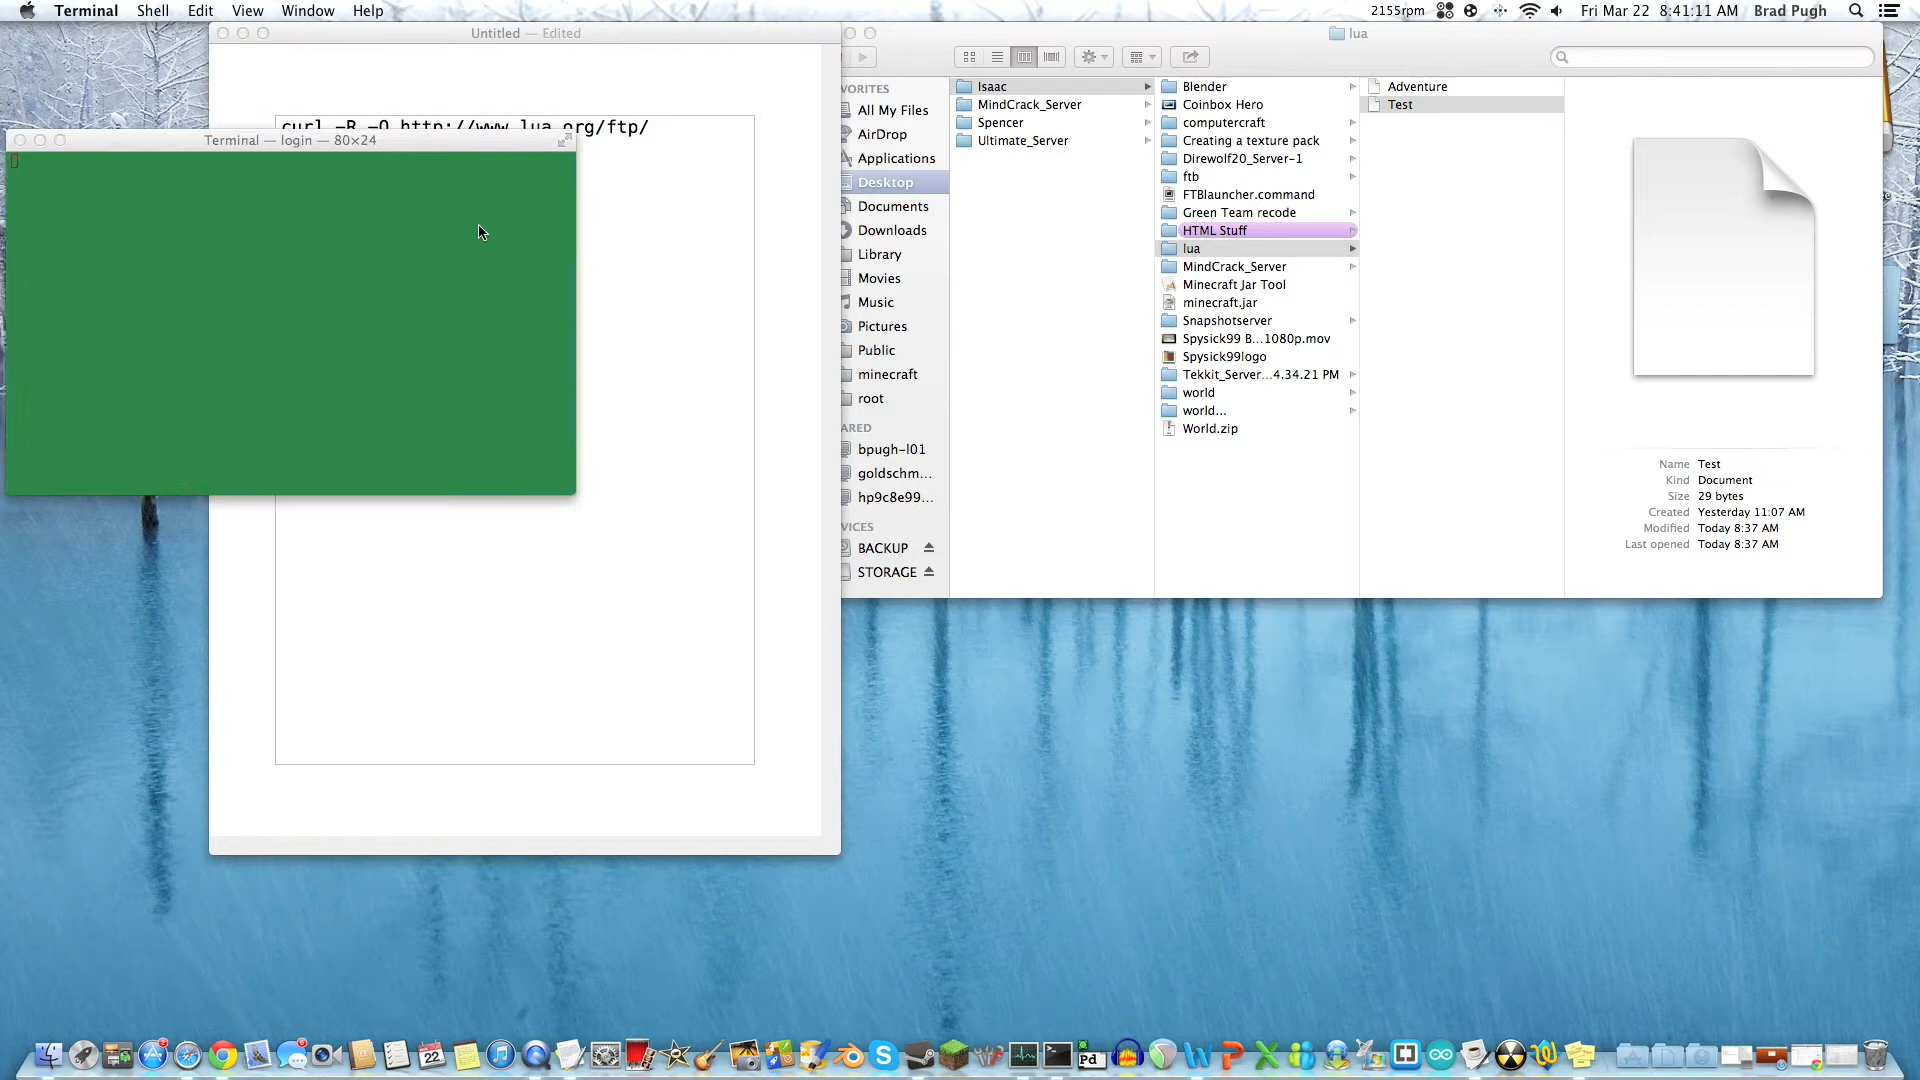 Terminal Shell Edit View Window Help
2155rpm Fri Mar 22 8:41:11 AM Brad Pugh
Untitled — Edited
curl -R -O http://www.lua.org/ftp/
Terminal — login — 80×24
lua
VORITES
All My Files
AirDrop
Applications
Desktop
Documents
Downloads
Library
Movies
Music
Pictures
Public
minecraft
root
ARED
bpugh-l01
goldschm...
hp9c8e99...
VICES
BACKUP
STORAGE
Isaac
MindCrack_Server
Spencer
Ultimate_Server
Blender
Coinbox Hero
computercraft
Creating a texture pack
Direwolf20_Server-1
ftb
FTBlauncher.command
Green Team recode
HTML Stuff
lua
MindCrack_Server
Minecraft Jar Tool
minecraft.jar
Snapshotserver
Spysick99 B...1080p.mov
Spysick99logo
Tekkit_Server...4.34.21 PM
world
world...
World.zip
Adventure
Test
Name Test
Kind Document
Size 29 bytes
Created Yesterday 11:07 AM
Modified Today 8:37 AM
Last opened Today 8:37 AM
22
Pd